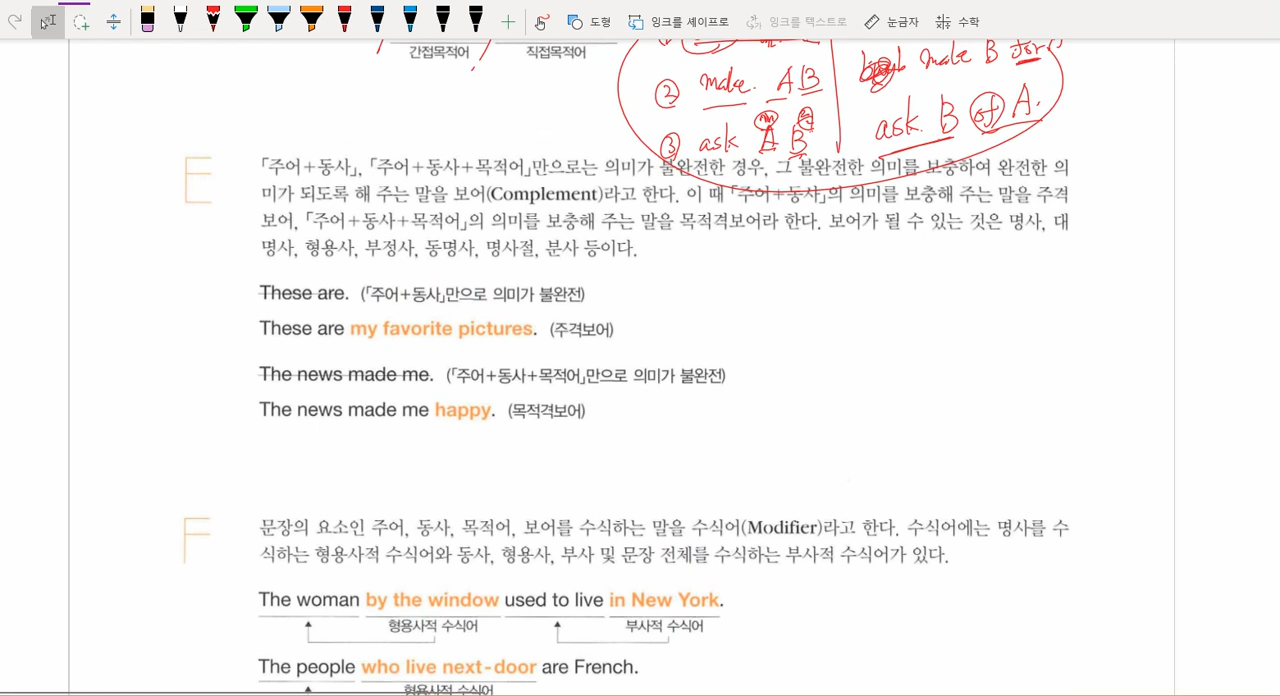 도형 잉크를 셰이프로 잉크를 텍스트로 눈금자 수학
간접목적어 직접목적어
② make A B make B for
③ ask A B ask B of A.
E 「주어+동사」, 「주어+동사+목적어」만으로는 의미가 불완전한 경우, 그 불완전한 의미를 보충하여 완전한 의
미가 되도록 해 주는 말을 보어(Complement)라고 한다. 이 때 「주어+동사」의 의미를 보충해 주는 말을 주격
보어, 「주어+동사+목적어」의 의미를 보충해 주는 말을 목적격보어라 한다. 보어가 될 수 있는 것은 명사, 대
명사, 형용사, 부정사, 동명사, 명사절, 분사 등이다.
These are. (「주어+동사」만으로 의미가 불완전)
These are my favorite pictures. (주격보어)
The news made me. (「주어+동사+목적어」만으로 의미가 불완전)
The news made me happy. (목적격보어)
F 문장의 요소인 주어, 동사, 목적어, 보어를 수식하는 말을 수식어(Modifier)라고 한다. 수식어에는 명사를 수
식하는 형용사적 수식어와 동사, 형용사, 부사 및 문장 전체를 수식하는 부사적 수식어가 있다.
The woman by the window used to live in New York.
형용사적 수식어 부사적 수식어
The people who live next-door are French.
형용사적 수식어